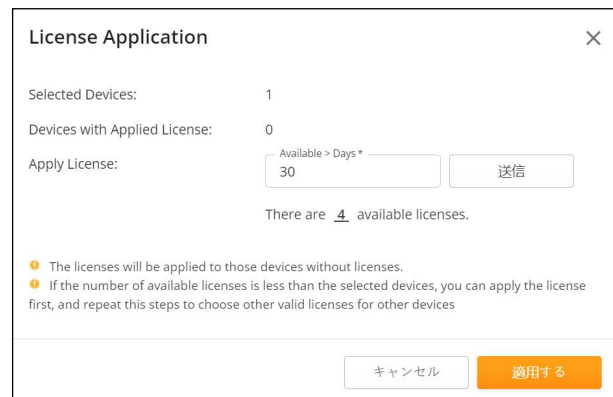 License Application
Selected Devices: 1
Devices with Applied License: 0
Available > Days *
Apply License: 30 送信
There are 4 available licenses.
The licenses will be applied to those devices without licenses.
If the number of available licenses is less than the selected devices, you can apply the license
first, and repeat this steps to choose other valid licenses for other devices
キャンセル 適用する